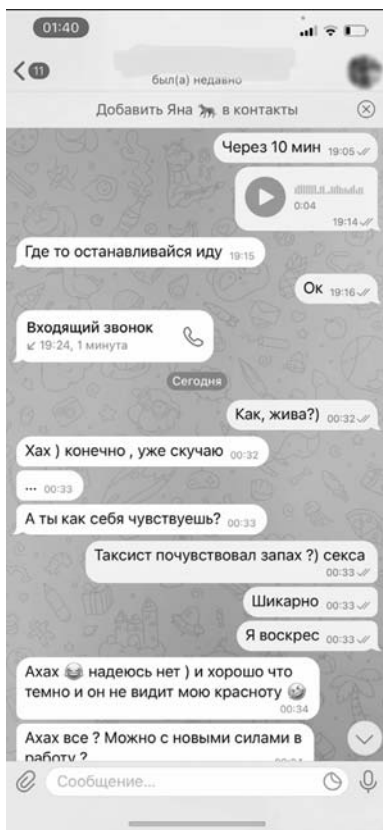 01:40
11
был(а) недавно
Добавить Яна 🐆 в контакты
Через 10 мин 19:05
0:04
19:14
Где то останавливайся иду 19:15
Ок 19:16
Входящий звонок
19:24, 1 минута
Сегодня
Как, жива?) 00:32
Хах ) конечно , уже скучаю 00:32
... 00:33
А ты как себя чувствуешь? 00:33
Таксист почувствовал запах ?) секса
00:33
Шикарно 00:33
Я воскрес 00:33
Ахах 😂 надеюсь нет ) и хорошо что
темно и он не видит мою красноту 🤣
00:34
Ахах все ? Можно с новыми силами в
работу ?
Сообщение...